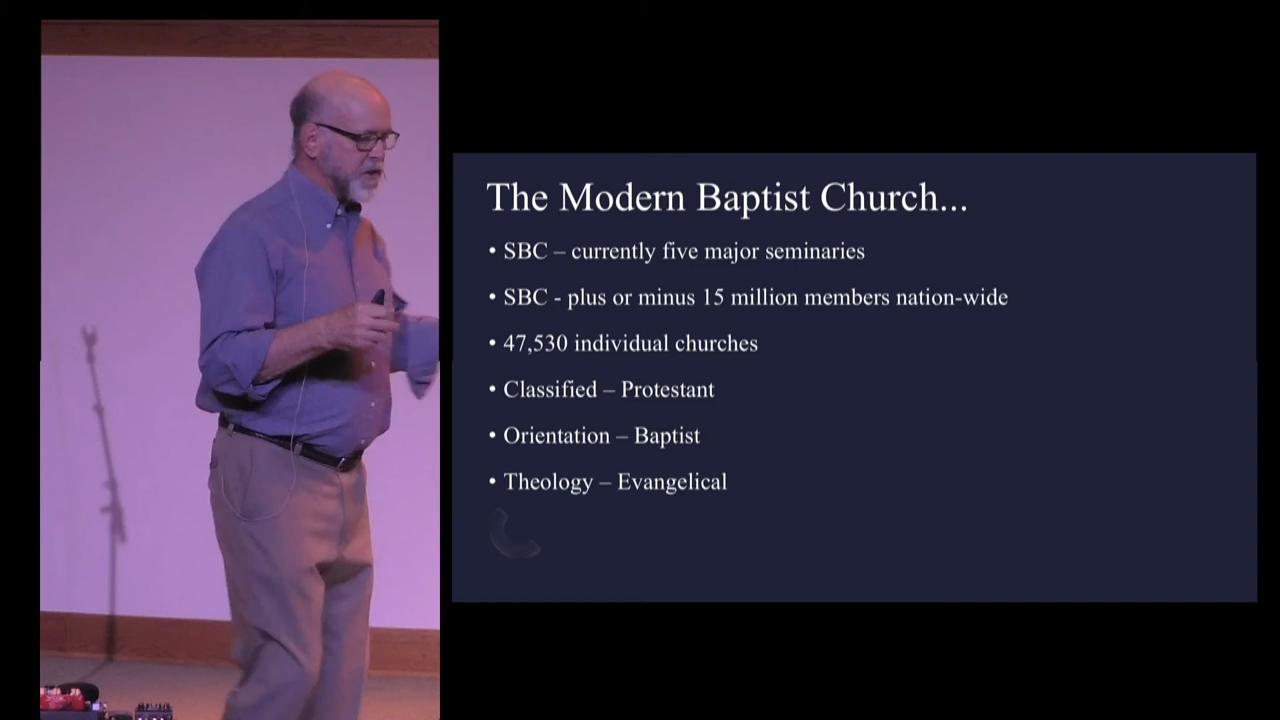 The Modern Baptist Church...
• SBC – currently five major seminaries
• SBC - plus or minus 15 million members nation-wide
• 47,530 individual churches
• Classified – Protestant
• Orientation – Baptist
• Theology – Evangelical